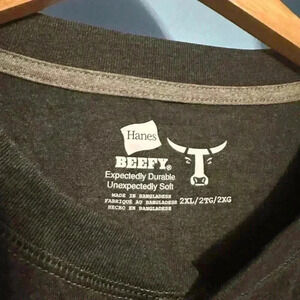 Hanes
BEEFY®
Expectedly Durable
Unexpectedly Soft
MADE IN BANGLADESH
FABRIQUÉ AU BANGLADESH
HECHO EN BANGLADESH
2XL/2TG/2XG